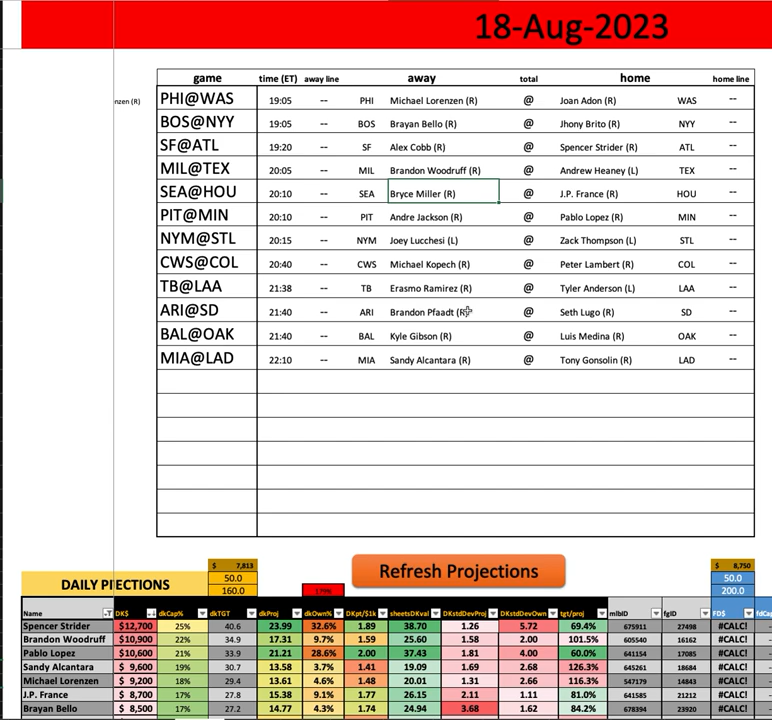 18-Aug-2023
game time (ET) away line away total home home line
nzen (R) PHI@WAS 19:05 -- PHI Michael Lorenzen (R) @ Joan Adon (R) WAS --
BOS@NYY 19:05 -- BOS Brayan Bello (R) @ Jhony Brito (R) NYY --
SF@ATL 19:20 -- SF Alex Cobb (R) @ Spencer Strider (R) ATL --
MIL@TEX 20:05 -- MIL Brandon Woodruff (R) @ Andrew Heaney (L) TEX --
SEA@HOU 20:10 -- SEA Bryce Miller (R) @ J.P. France (R) HOU --
PIT@MIN 20:10 -- PIT Andre Jackson (R) @ Pablo Lopez (R) MIN --
NYM@STL 20:15 -- NYM Joey Lucchesi (L) @ Zack Thompson (L) STL --
CWS@COL 20:40 -- CWS Michael Kopech (R) @ Peter Lambert (R) COL --
TB@LAA 21:38 -- TB Erasmo Ramirez (R) @ Tyler Anderson (L) LAA --
ARI@SD 21:40 -- ARI Brandon Pfaadt (R) @ Seth Lugo (R) SD --
BAL@OAK 21:40 -- BAL Kyle Gibson (R) @ Luis Medina (R) OAK --
MIA@LAD 22:10 -- MIA Sandy Alcantara (R) @ Tony Gonsolin (R) LAD --
$ 7,813 Refresh Projections $ 8,750
DAILY PIECTIONS 50.0 50.0
160.0 200.0
Name DK$ dkCap% dkTGT dkProj dkOwn% DKpt/$1k sheetsDKval DKstdDevProj DKstdDevOwn tgt/proj mlbID fgID FD$ fdCap
Spencer Strider $12,700 25% 40.6 23.99 32.6% 1.89 38.70 1.26 5.72 69.4% 675911 27498 #CALC!
Brandon Woodruff $10,900 22% 34.9 17.31 9.7% 1.59 25.60 1.58 2.00 101.5% 605540 16162 #CALC!
Pablo Lopez $10,600 21% 33.9 21.21 28.6% 2.00 37.43 1.81 4.00 60.0% 641154 17085 #CALC!
Sandy Alcantara $ 9,600 19% 30.7 13.58 3.7% 1.41 19.09 1.69 2.68 126.3% 645261 18684 #CALC!
Michael Lorenzen $ 9,200 18% 29.4 13.61 4.6% 1.48 20.01 1.31 2.66 116.3% 547179 14843 #CALC!
J.P. France $ 8,700 17% 27.8 15.38 9.1% 1.77 26.15 2.11 1.11 81.0% 641585 21212 #CALC!
Brayan Bello $ 8,500 17% 27.2 14.77 4.3% 1.74 24.94 3.68 1.62 84.2% 678394 23920 #CALC!